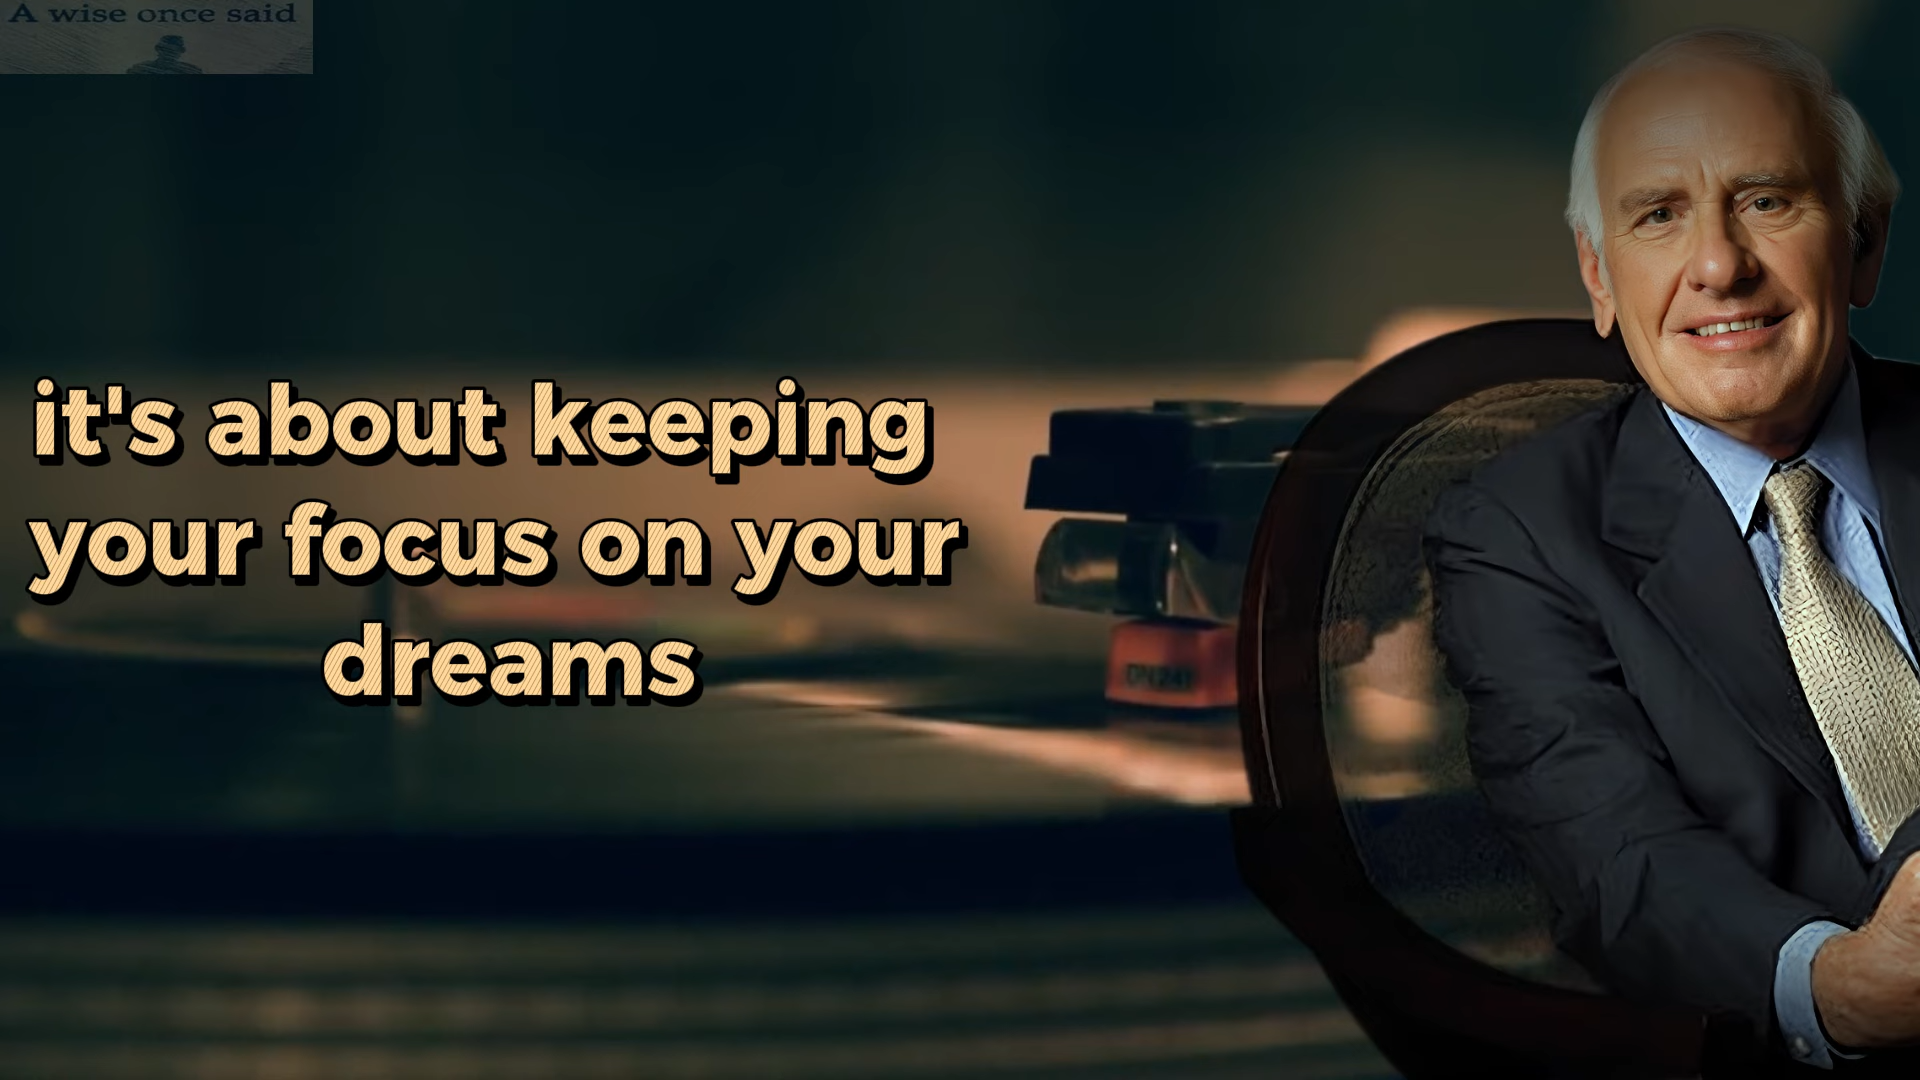 A wise once said
it's about keeping
your focus on your
dreams